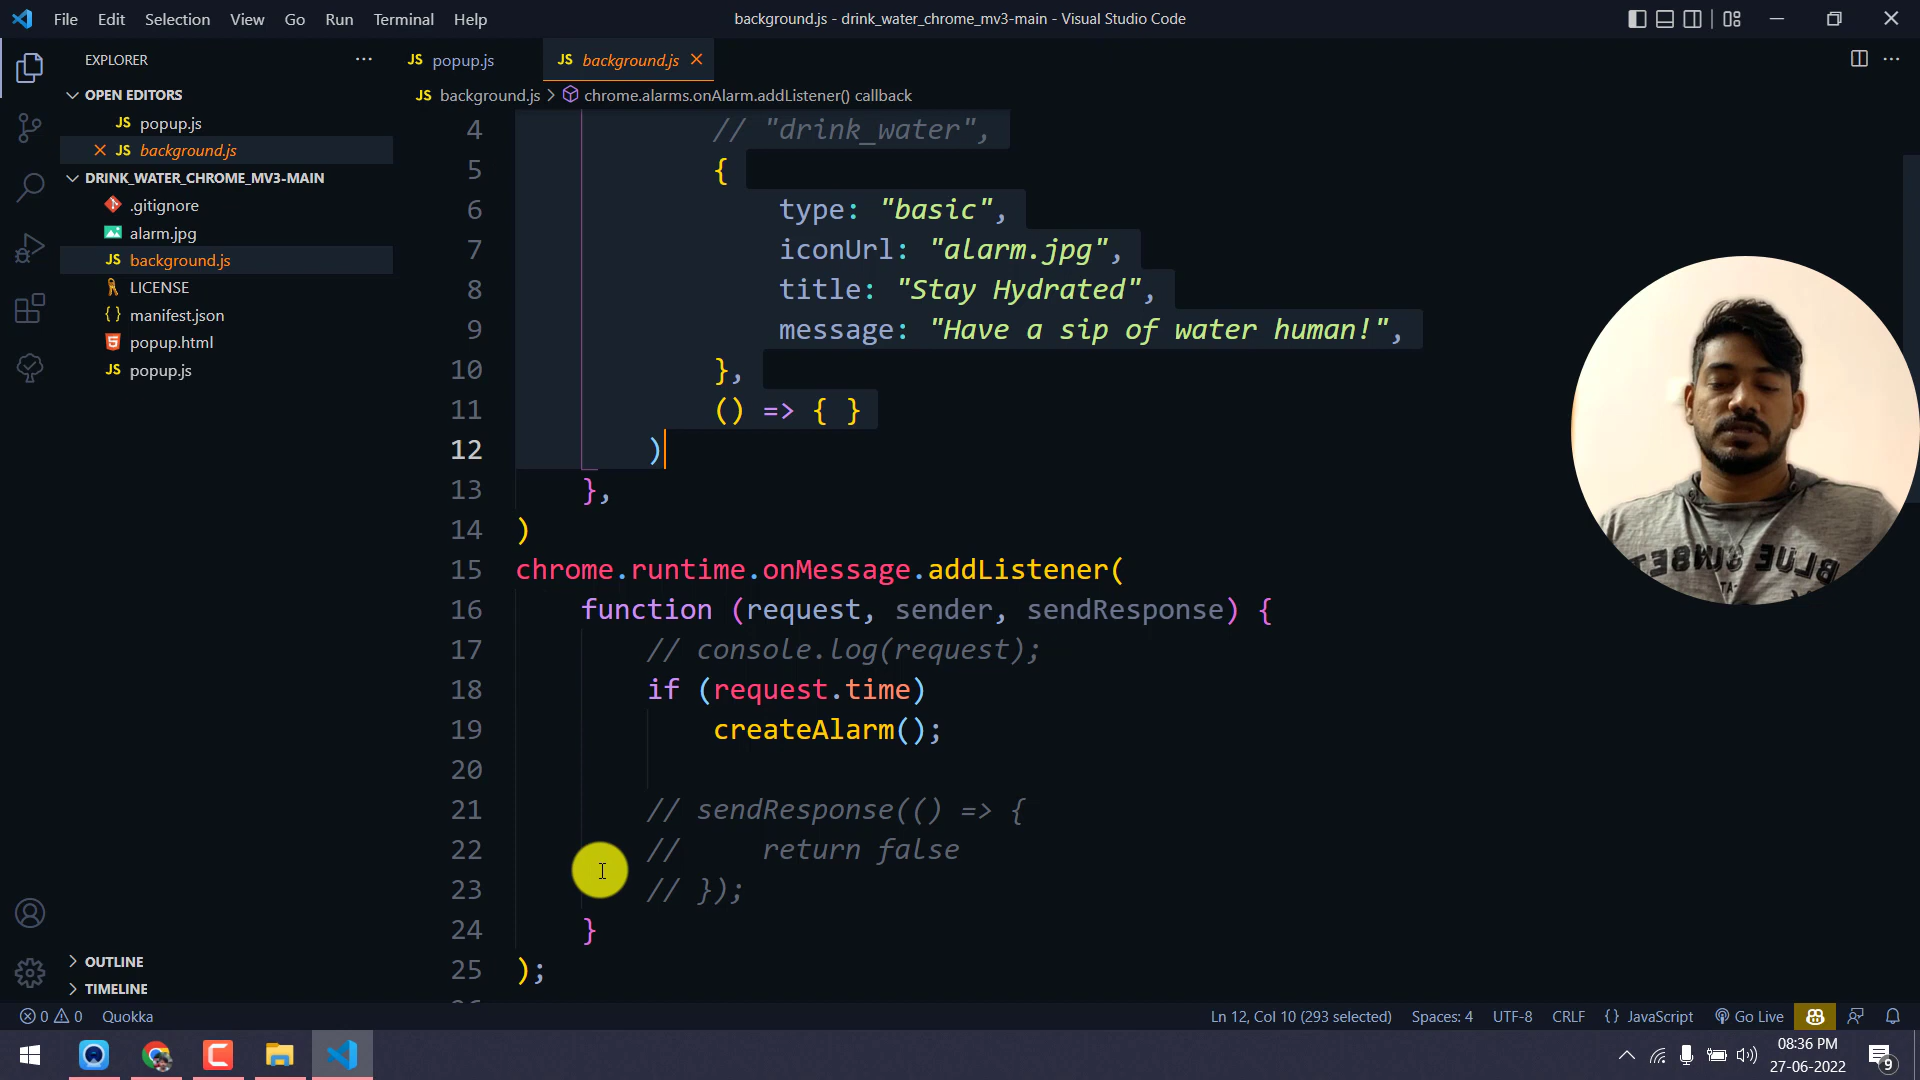 File Edit Selection View Go Run Terminal Help
background.js - drink_water_chrome_mv3-main - Visual Studio Code
EXPLORER
OPEN EDITORS
JS popup.js
JS background.js
DRINK_WATER_CHROME_MV3-MAIN
.gitignore
alarm.jpg
JS background.js
LICENSE
{ } manifest.json
popup.html
JS popup.js
OUTLINE
TIMELINE
JS popup.js JS background.js
JS background.js > chrome.alarms.onAlarm.addListener() callback
4 // "drink_water",
5 {
6 type: "basic",
7 iconUrl: "alarm.jpg",
8 title: "Stay Hydrated",
9 message: "Have a sip of water human!",
10 },
11 () => { }
12 )
13 },
14 )
15 chrome.runtime.onMessage.addListener(
16 function (request, sender, sendResponse) {
17 // console.log(request);
18 if (request.time)
19 createAlarm();
20
21 // sendResponse(() => {
22 // return false
23 // });
24 }
25 );
0 0 Quokka
Ln 12, Col 10 (293 selected) Spaces: 4 UTF-8 CRLF { } JavaScript Go Live
08:36 PM
27-06-2022
9